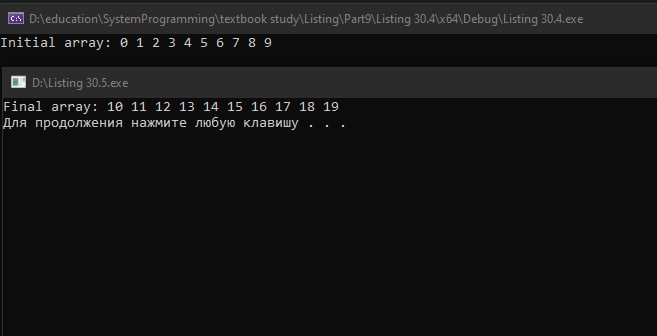 D:\education\SystemProgramming\textbook study\Listing\Part9\Listing 30.4\x64\Debug\Listing 30.4.exe
Initial array: 0 1 2 3 4 5 6 7 8 9
D:\Listing 30.5.exe
Final array: 10 11 12 13 14 15 16 17 18 19
Для продолжения нажмите любую клавишу . . .